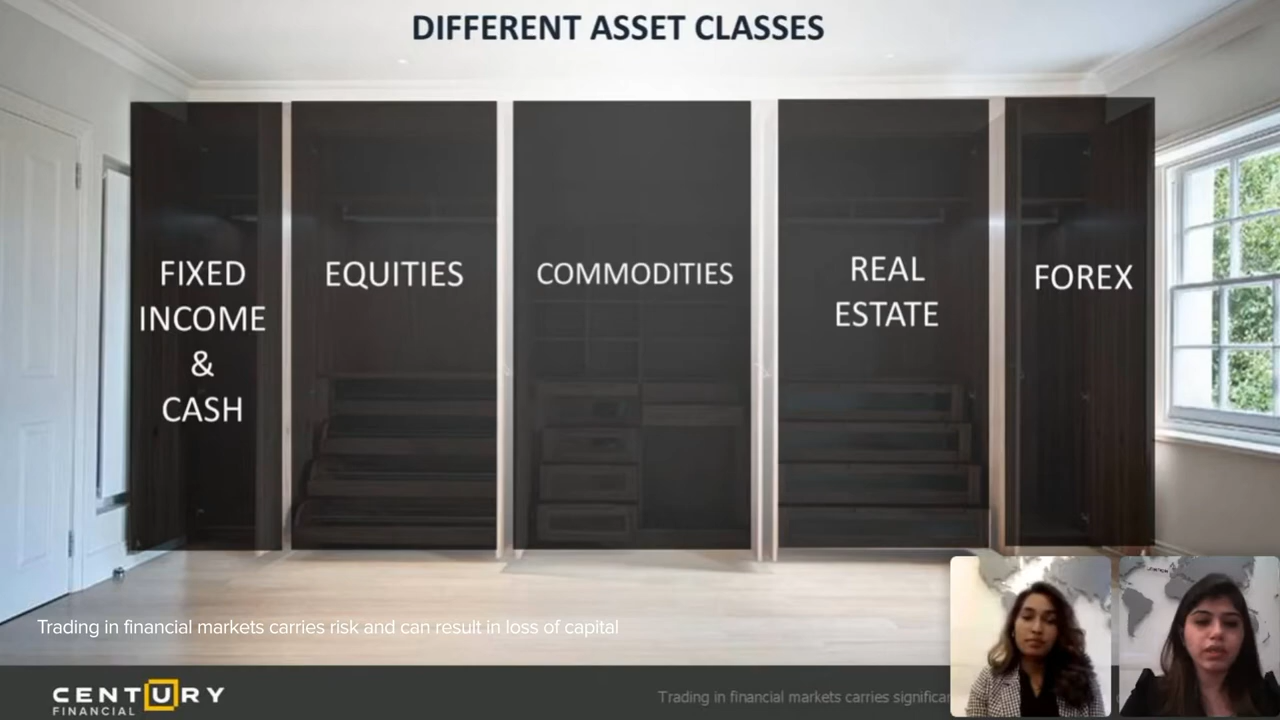 DIFFERENT ASSET CLASSES
FIXED
INCOME
&
CASH
EQUITIES
COMMODITIES
REAL
ESTATE
FOREX
Trading in financial markets carries risk and can result in loss of capital
CENTURY
FINANCIAL
Trading in financial markets carries